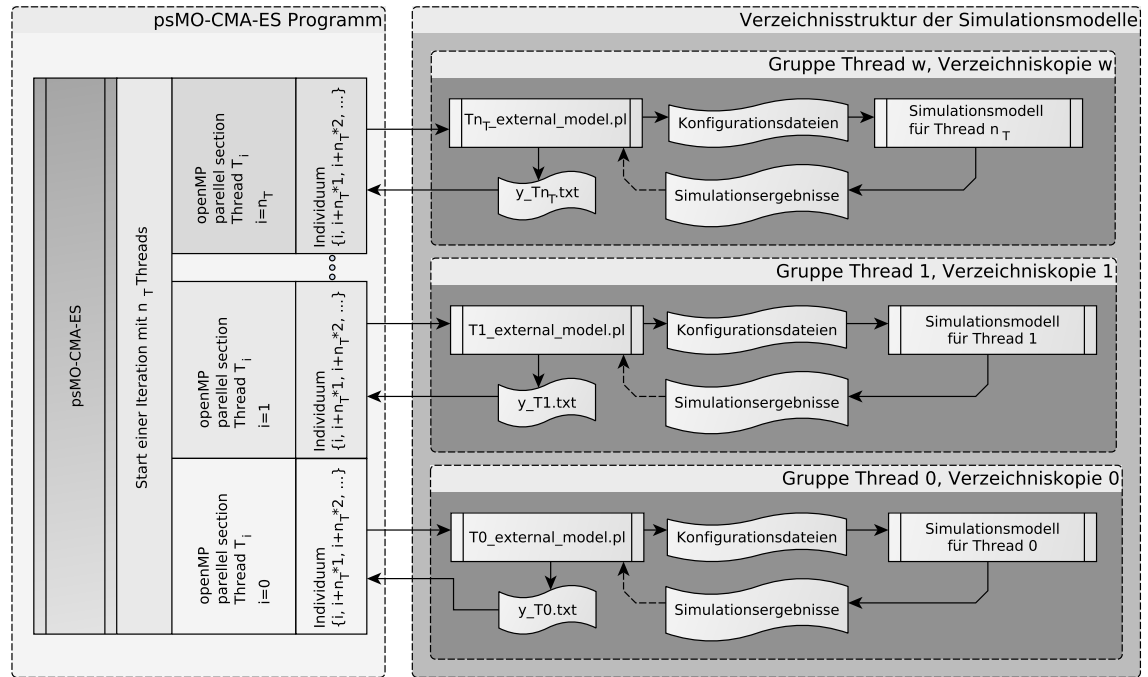 psMO-CMA-ES Programm
psMO-CMA-ES
Start einer Iteration mit n_T Threads
openMP
parellel section
Thread T_i
i=n_T
Individuum
{i, i+n_T*1, i+n_T*2, ...}
openMP
parellel section
Thread T_i
i=1
Individuum
{i, i+n_T*1, i+n_T*2, ...}
openMP
parellel section
Thread T_i
i=0
Individuum
{i, i+n_T*1, i+n_T*2, ...}
Verzeichnisstruktur der Simulationsmodelle
Gruppe Thread w, Verzeichniskopie w
Tn_T_external_model.pl
Konfigurationsdateien
Simulationsmodell
für Thread n_T
y_Tn_T.txt
Simulationsergebnisse
Gruppe Thread 1, Verzeichniskopie 1
T1_external_model.pl
Konfigurationsdateien
Simulationsmodell
für Thread 1
y_T1.txt
Simulationsergebnisse
Gruppe Thread 0, Verzeichniskopie 0
T0_external_model.pl
Konfigurationsdateien
Simulationsmodell
für Thread 0
y_T0.txt
Simulationsergebnisse